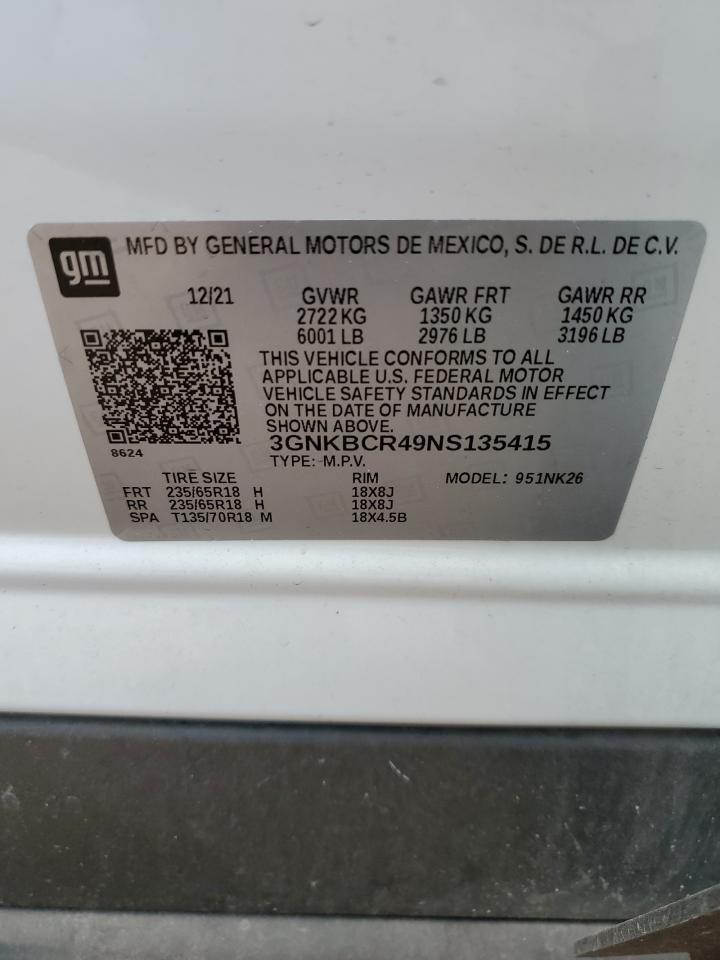 gm MFD BY GENERAL MOTORS DE MEXICO, S. DE R.L. DE C.V.
12/21 GVWR GAWR FRT GAWR RR
2722 KG 1350 KG 1450 KG
6001 LB 2976 LB 3196 LB
THIS VEHICLE CONFORMS TO ALL
APPLICABLE U.S. FEDERAL MOTOR
VEHICLE SAFETY STANDARDS IN EFFECT
ON THE DATE OF MANUFACTURE
SHOWN ABOVE.
3GNKBCR49NS135415
8624 TYPE: M.P.V.
TIRE SIZE RIM MODEL: 951NK26
FRT 235/65R18 H 18X8J
RR 235/65R18 H 18X8J
SPA T135/70R18 M 18X4.5B